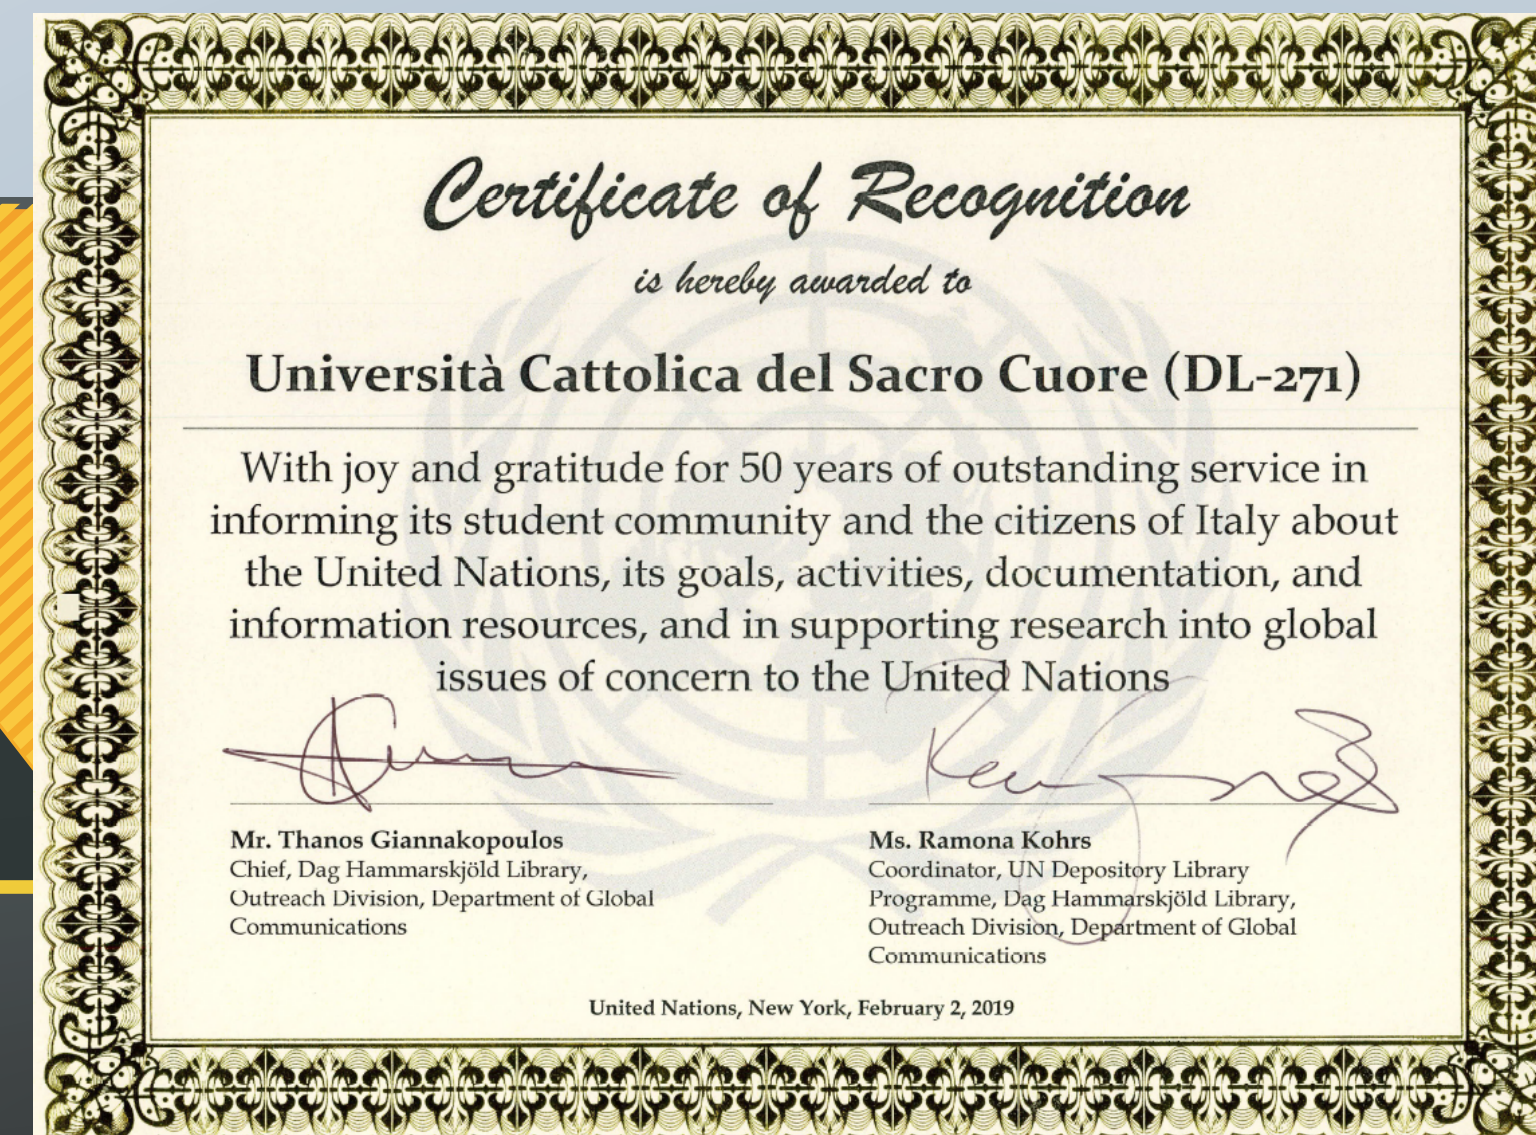 Certificate of Recognition
is hereby awarded to
Università Cattolica del Sacro Cuore (DL-271)
With joy and gratitude for 50 years of outstanding service in
informing its student community and the citizens of Italy about
the United Nations, its goals, activities, documentation, and
information resources, and in supporting research into global
issues of concern to the United Nations
Mr. Thanos Giannakopoulos
Chief, Dag Hammarskjöld Library,
Outreach Division, Department of Global
Communications
Ms. Ramona Kohrs
Coordinator, UN Depository Library
Programme, Dag Hammarskjöld Library,
Outreach Division, Department of Global
Communications
United Nations, New York, February 2, 2019